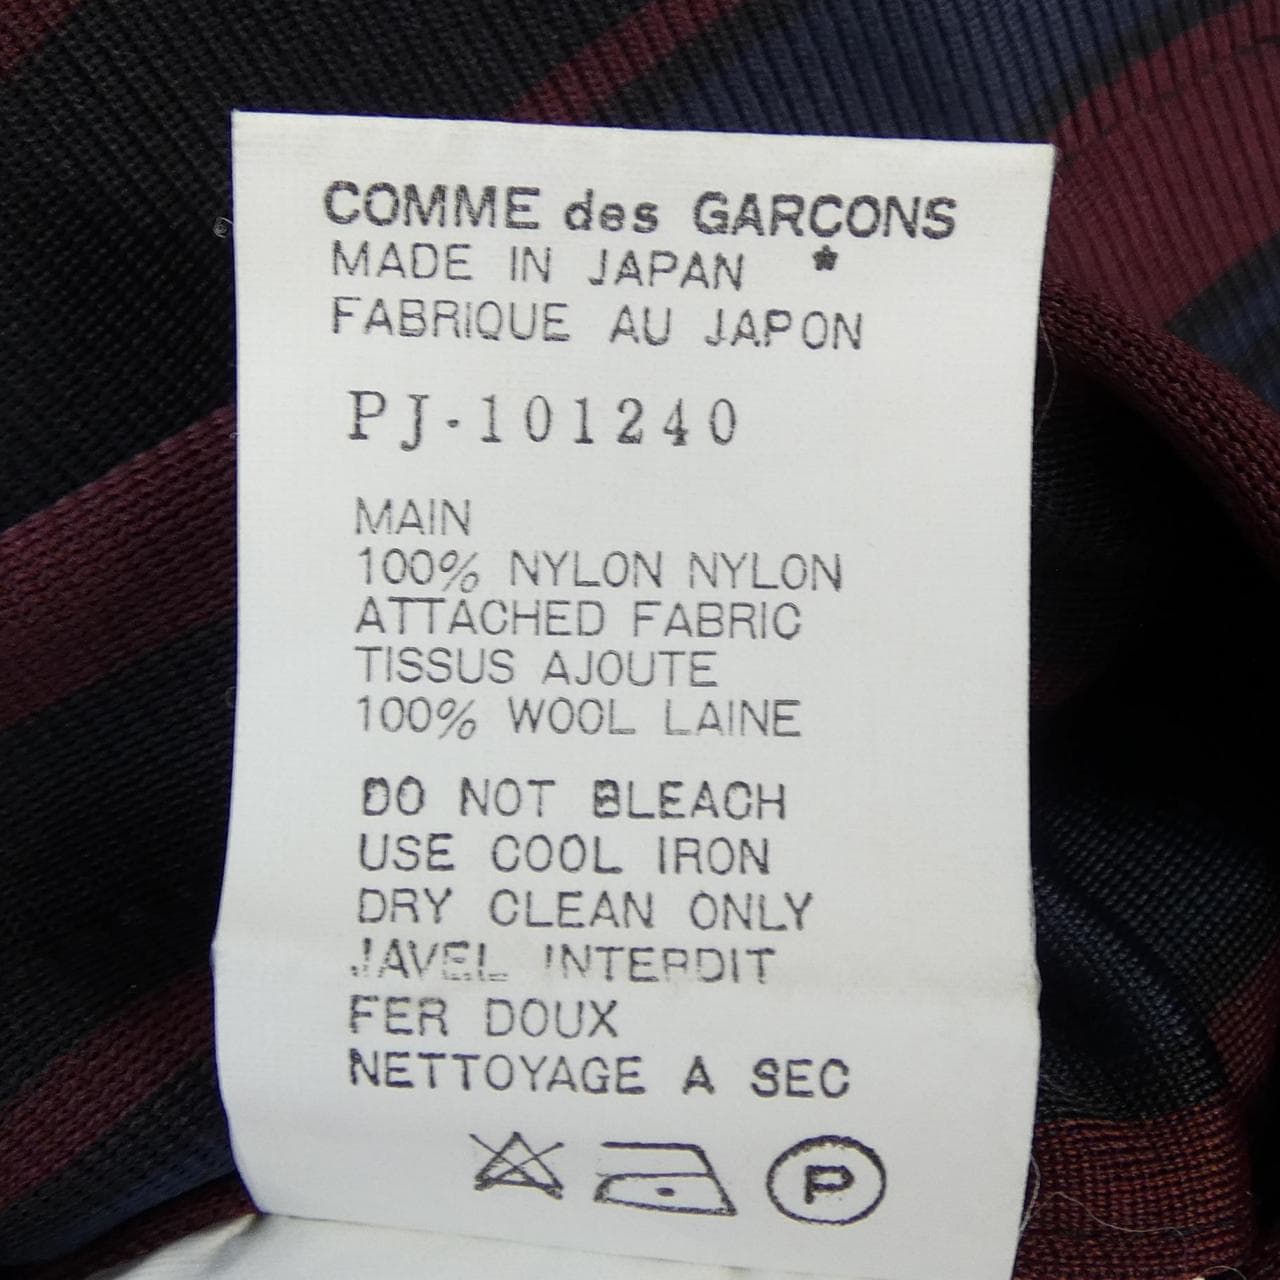 COMME des GARCONS
MADE IN JAPAN *
FABRIQUE AU JAPON
PJ-101240
MAIN
100% NYLON NYLON
ATTACHED FABRIC
TISSUS AJOUTE
100% WOOL LAINE
DO NOT BLEACH
USE COOL IRON
DRY CLEAN ONLY
JAVEL INTERDIT
FER DOUX
NETTOYAGE A SEC
P